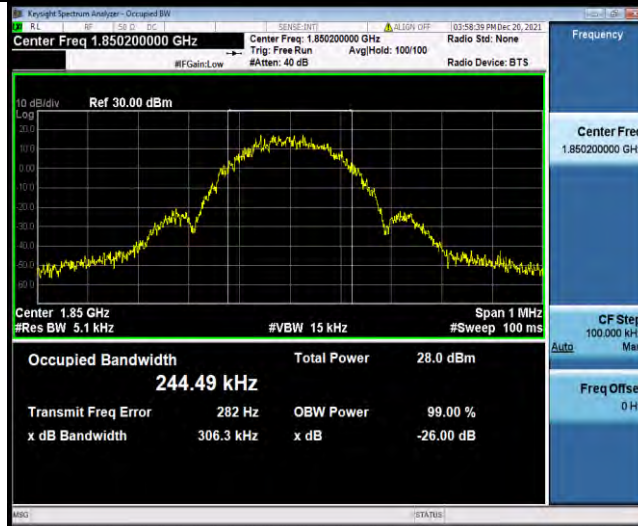 Keysight Spectrum Analyzer - Occupied BW
RL RF 50 Ω DC SENSE:INT ALIGN OFF 03:58:39 PM Dec 20, 2021
Center Freq 1.850200000 GHz
Center Freq: 1.850200000 GHz
Radio Std: None
Trig: Free Run Avg|Hold: 100/100
#IFGain:Low #Atten: 40 dB Radio Device: BTS
Frequency
10 dB/div Ref 30.00 dBm
Log
20.0
10.0
0.00
-10.0
-20.0
-30.0
-40.0
-50.0
-60.0
Center Fre
1.850200000 GH
Center 1.85 GHz Span 1 MHz
#Res BW 5.1 kHz #VBW 15 kHz #Sweep 100 ms
CF Step
100.000 kH
Auto Ma
Occupied Bandwidth Total Power 28.0 dBm
244.49 kHz
Transmit Freq Error 282 Hz OBW Power 99.00 %
x dB Bandwidth 306.3 kHz x dB -26.00 dB
Freq Offse
0 H
MSG STATUS